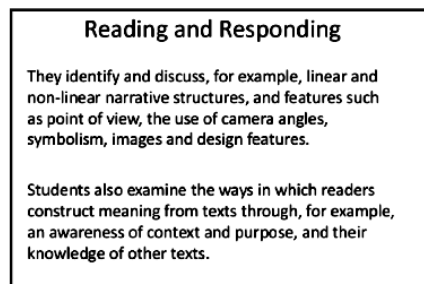 Reading and Responding
They identify and discuss, for example, linear and
non-linear narrative structures, and features such
as point of view, the use of camera angles,
symbolism, images and design features.
Students also examine the ways in which readers
construct meaning from texts through, for example,
an awareness of context and purpose, and their
knowledge of other texts.